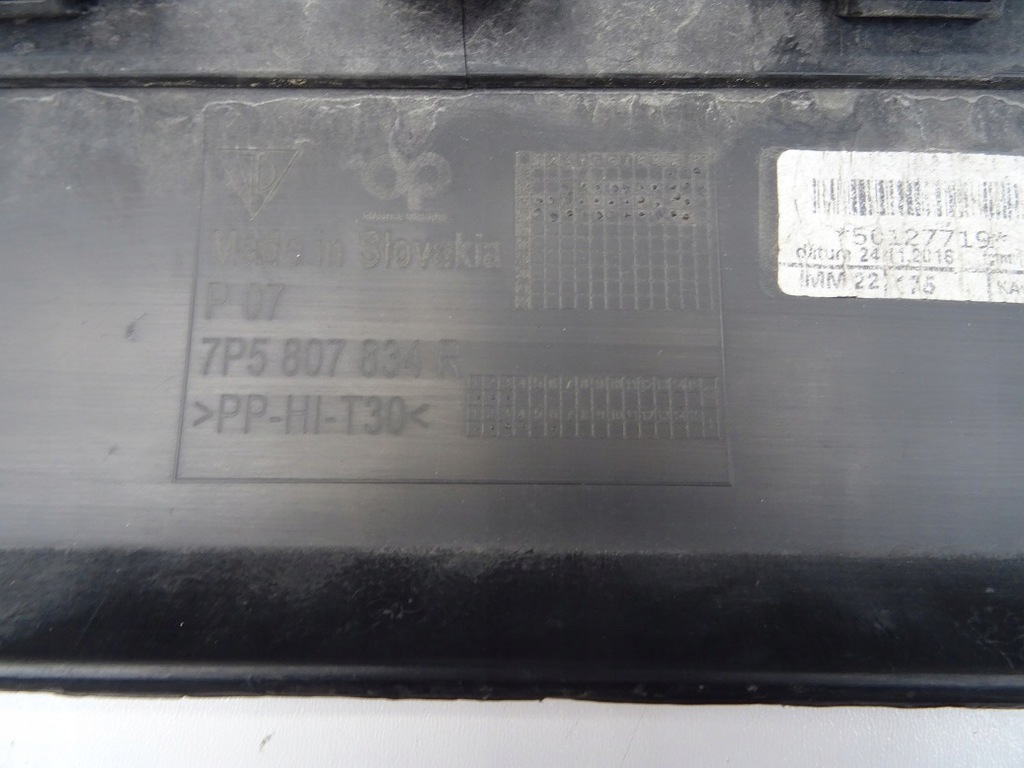 Made in Slovakia
P 07
7P5 807 834 R
>PP-HI-T30<
*50127719*
datum 24.11.2016
MM 22